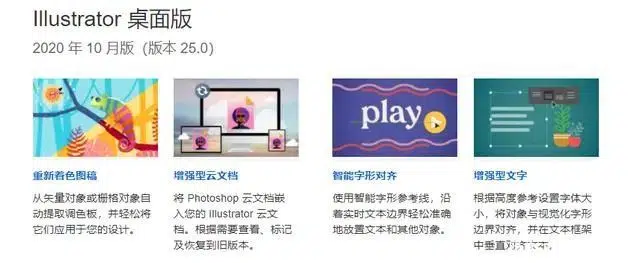 Illustrator 桌面版
2020 年 10 月版（版本 25.0）
play
重新着色图稿
从矢量对象或栅格对象自
动提取调色板，并轻松将
它们应用于您的设计。
增强型云文档
将 Photoshop 云文档嵌
入您的 Illustrator 云文
档。根据需要查看、标记
及恢复到旧版本。
智能字形对齐
使用智能字形参考线，沿
着实时文本边界轻松准确
地放置文本和其他对象。
增强型文字
根据高度参考设置字体大
小，将对象与视觉化字形
边界对齐，并在文本框架
中垂直对齐文本。